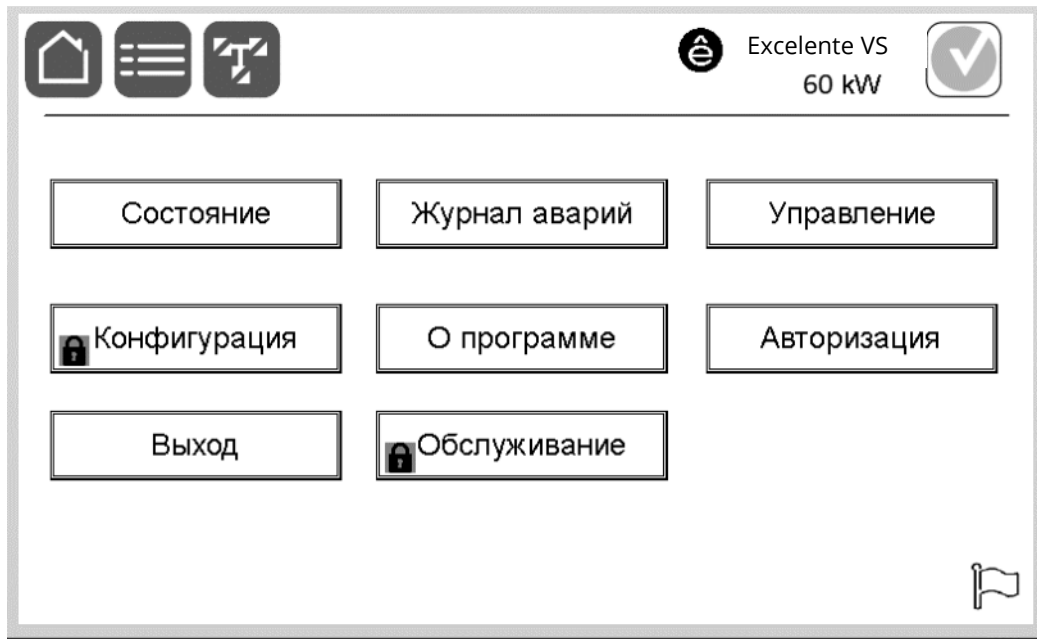 ê Excelente VS
60 kW
Состояние
Журнал аварий
Управление
Конфигурация
О программе
Авторизация
Выход
Обслуживание